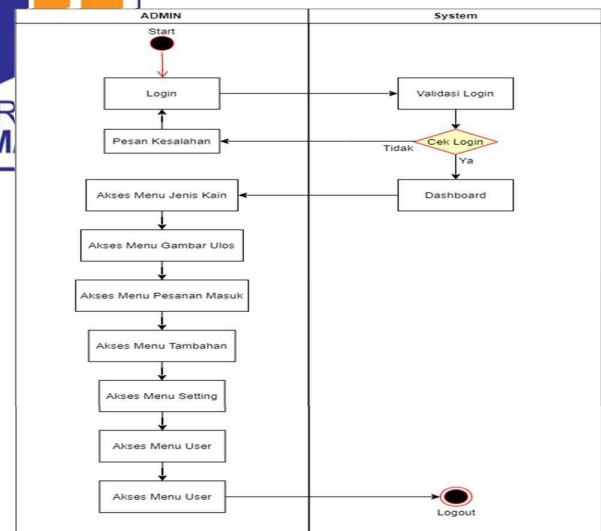 ADMIN
System
Start
Login
Validasi Login
Pesan Kesalahan
Tidak
Cek Login
Ya
Akses Menu Jenis Kain
Dashboard
Akses Menu Gambar Ulos
Akses Menu Pesanan Masuk
Akses Menu Tambahan
Akses Menu Setting
Akses Menu User
Akses Menu User
Logout